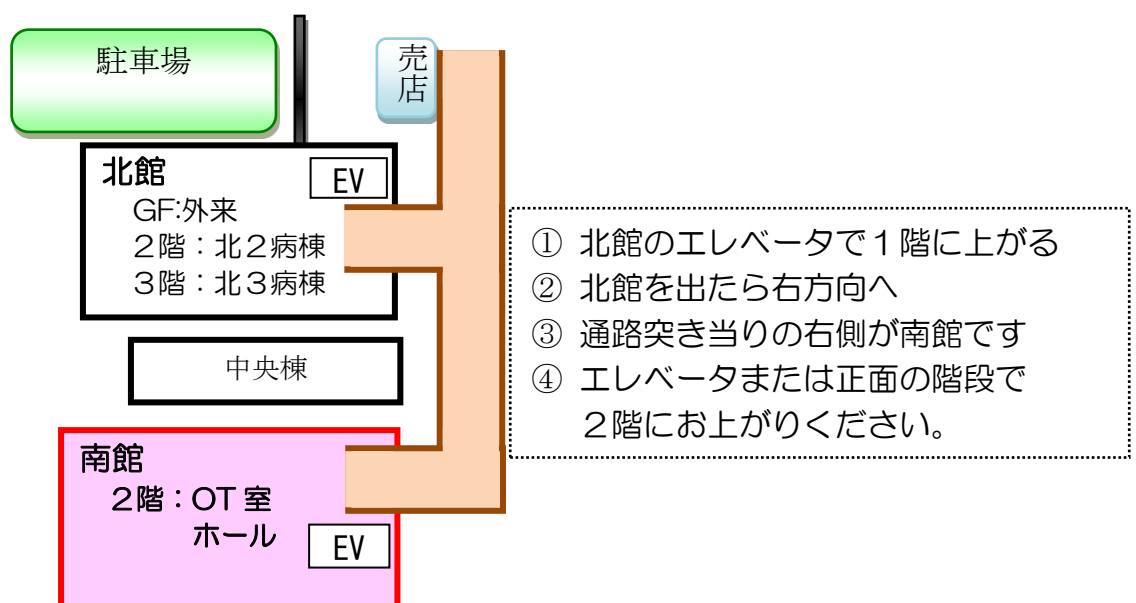 駐車場
売店
北館
EV
GF:外来
2階：北2病棟
3階：北3病棟
中央棟
南館
2階：OT室
ホール
EV
① 北館のエレベータで1階に上がる
② 北館を出たら右方向へ
③ 通路突き当りの右側が南館です
④ エレベータまたは正面の階段で
2階にお上がりください。